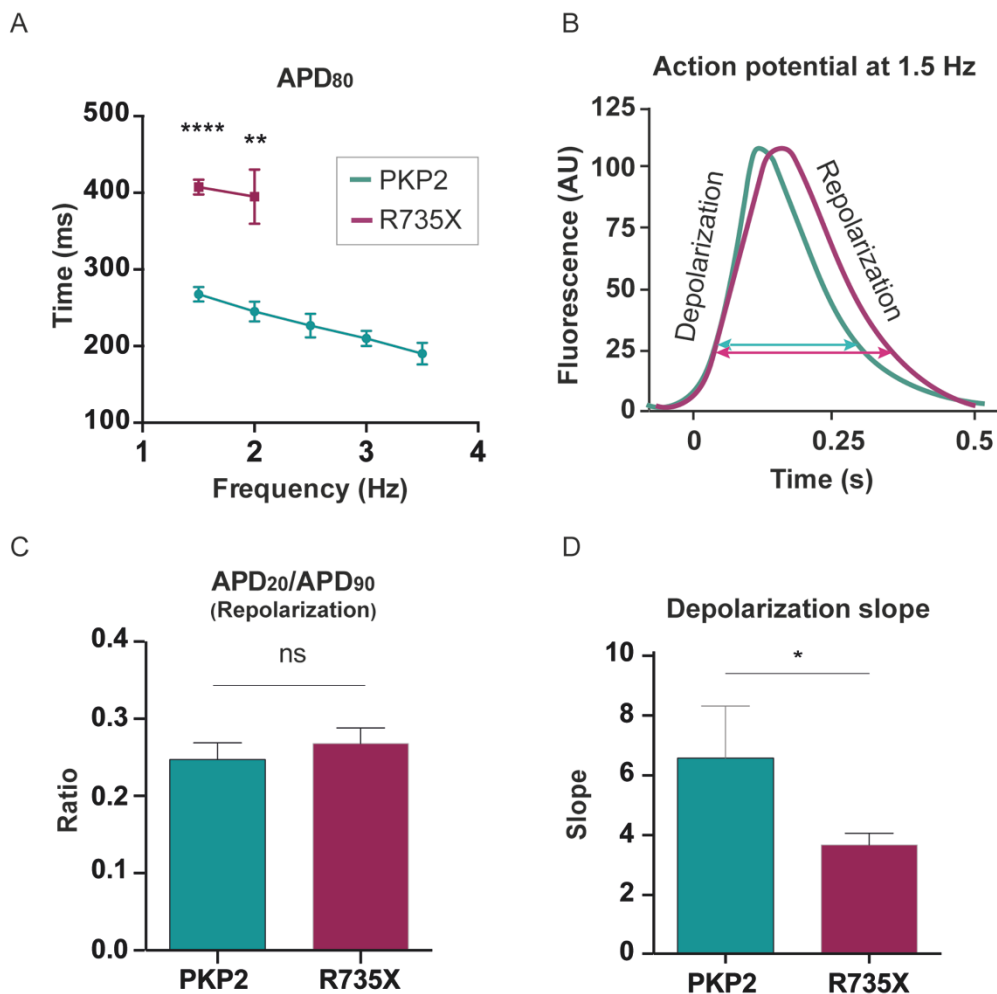 A
APD80
500
400
300
200
100
Time (ms)
****
**
PKP2
R735X
1
2
3
4
Frequency (Hz)
B
Action potential at 1.5 Hz
125
100
75
50
25
0
Fluorescence (AU)
Depolarization
Repolarization
0
0.25
0.5
Time (s)
C
APD20/APD90
(Repolarization)
ns
0.4
0.3
0.2
0.1
0.0
Ratio
PKP2
R735X
D
Depolarization slope
*
10
8
6
4
2
0
Slope
PKP2
R735X